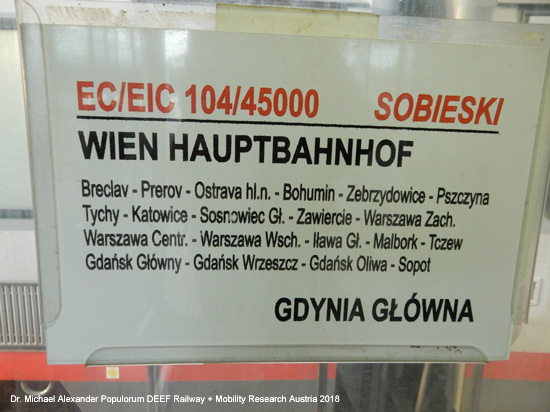 EC/EIC 104/45000 SOBIESKI
WIEN HAUPTBAHNHOF
Breclav - Prerov - Ostrava hl.n. - Bohumin - Zebrzydowice - Pszczyna
Tychy - Katowice - Sosnowiec Gł. - Zawiercie - Warszawa Zach.
Warszawa Centr. - Warszawa Wsch. - Iława Gł. - Malbork - Tczew
Gdańsk Główny - Gdańsk Wrzeszcz - Gdańsk Oliwa - Sopot
GDYNIA GŁÓWNA
Dr. Michael Alexander Populorum DEEF Railway + Mobility Research Austria 2018